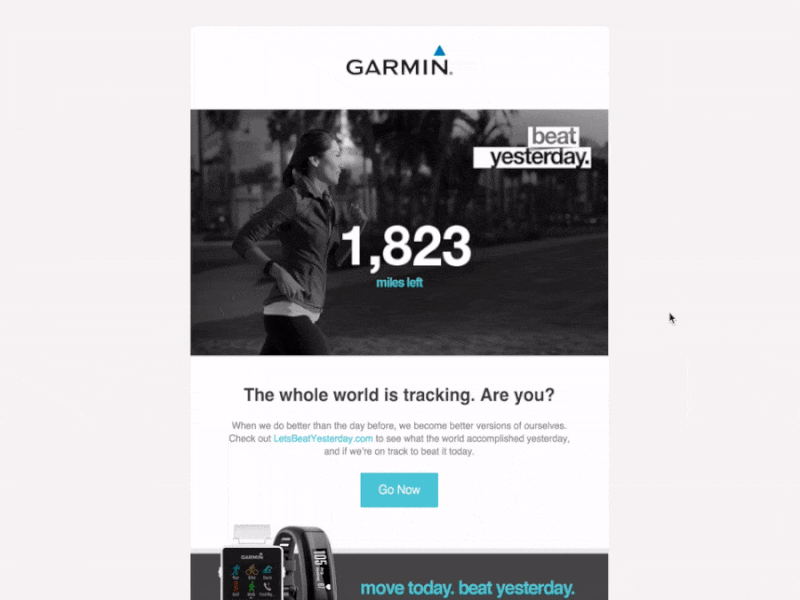 GARMIN.
beat
yesterday.
1,823
miles left
The whole world is tracking. Are you?
When we do better than the day before, we become better versions of ourselves.
Check out LetsBeatYesterday.com to see what the world accomplished yesterday,
and if we're on track to beat it today.
Go Now
GARMIN
105
move today. beat yesterday.